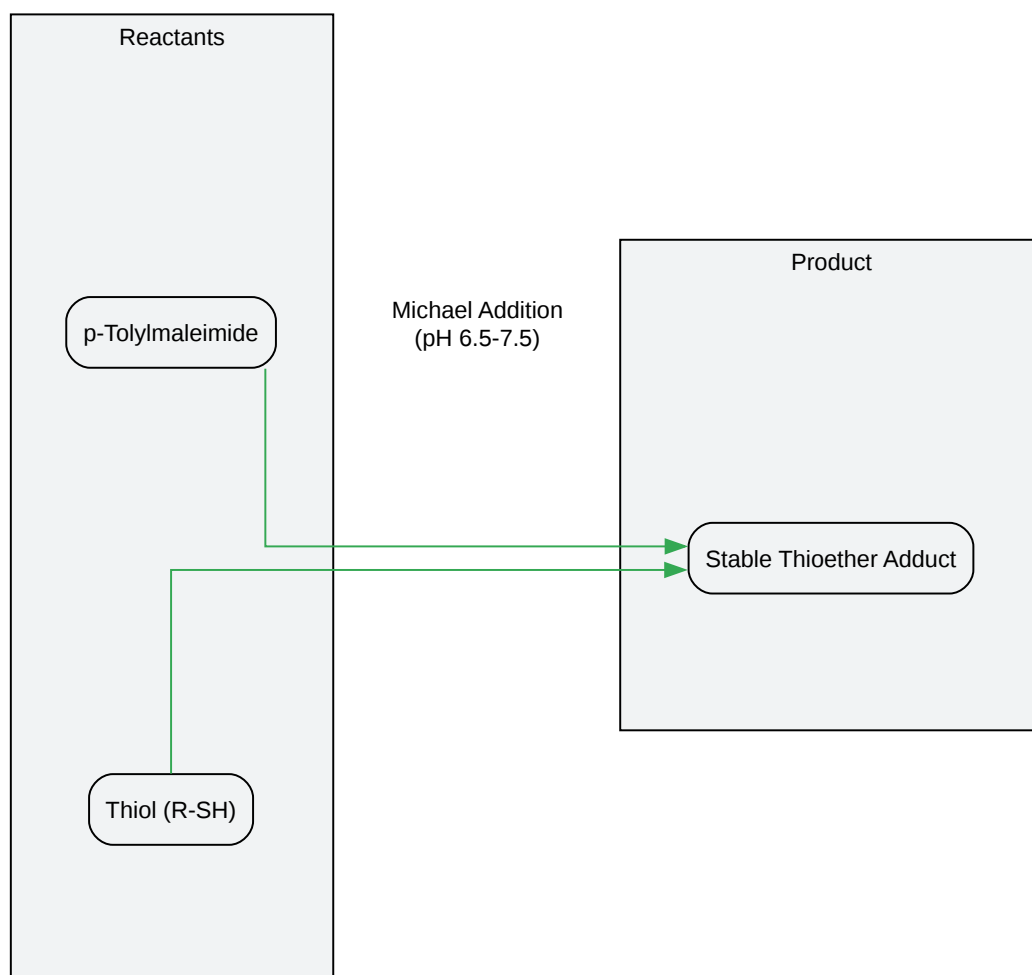 Reactants
p-Tolylmaleimide
Thiol (R-SH)
Michael Addition
(pH 6.5-7.5)
Product
Stable Thioether Adduct